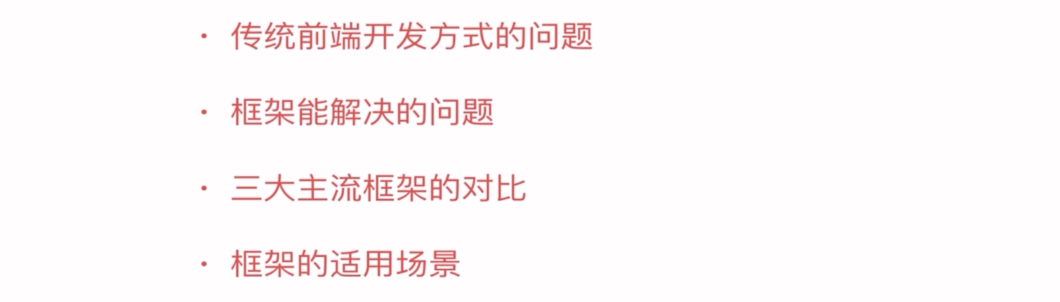 · 传统前端开发方式的问题
· 框架能解决的问题
· 三大主流框架的对比
· 框架的适用场景